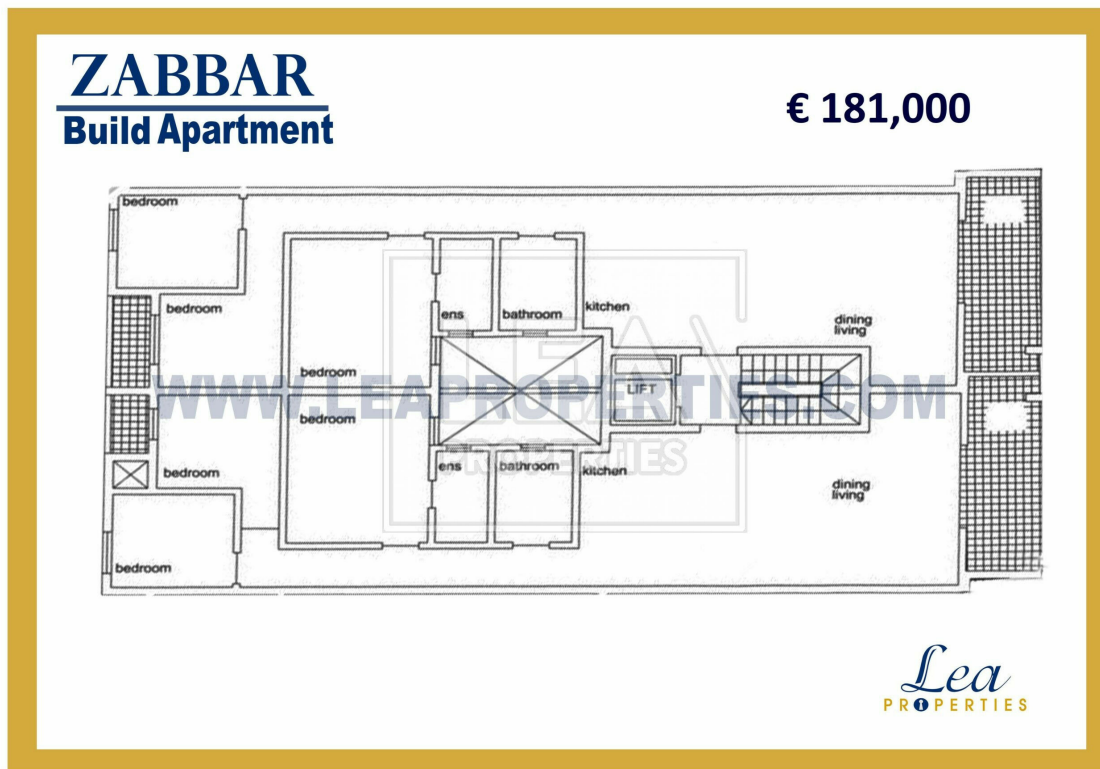 ZABBAR
Build Apartment
€ 181,000
bedroom
bedroom
ens
bathroom
kitchen
dining
living
bedroom
LIFT
WWW.LEAPROPERTIES.COM
LEA
PROPERTIES
bedroom
ens
bathroom
kitchen
bedroom
dining
living
bedroom
Lea
PROPERTIES